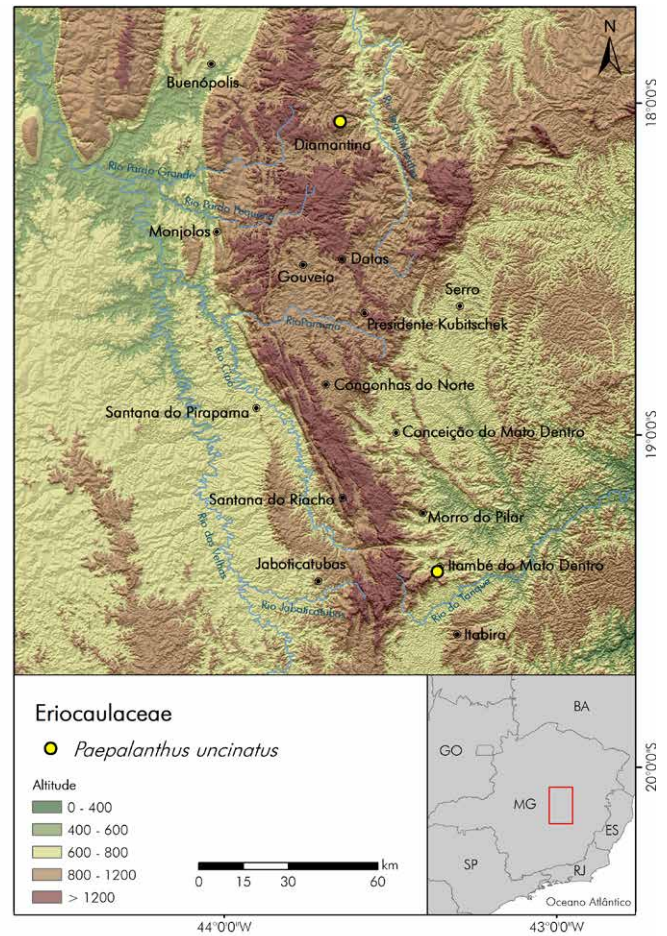 N
Buenópolis
18°0'0"S
Diamantina
Rio Pardo Grande
Rio Pardo Pequeno
Monjolos
Datas
Gouveia
Serro
Rio Paraúna
Presidente Kubitschek
Rio Cipó
Congonhas do Norte
Santana do Pirapama
Conceição do Mato Dentro
19°0'0"S
Santana do Riacho
Morro do Pilar
Rio das Velhas
Jaboticatubas
Itambé do Mato Dentro
Rio Jabuticatubas
Rio do Tanque
Itabira
Eriocaulaceae
Paepalanthus uncinatus
Altitude
0 - 400
400 - 600
600 - 800
800 - 1200
> 1200
km
0 15 30 60
BA
GO
MG
ES
SP
RJ
Oceano Atlântico
20°0'0"S
44°0'0"W
43°0'0"W